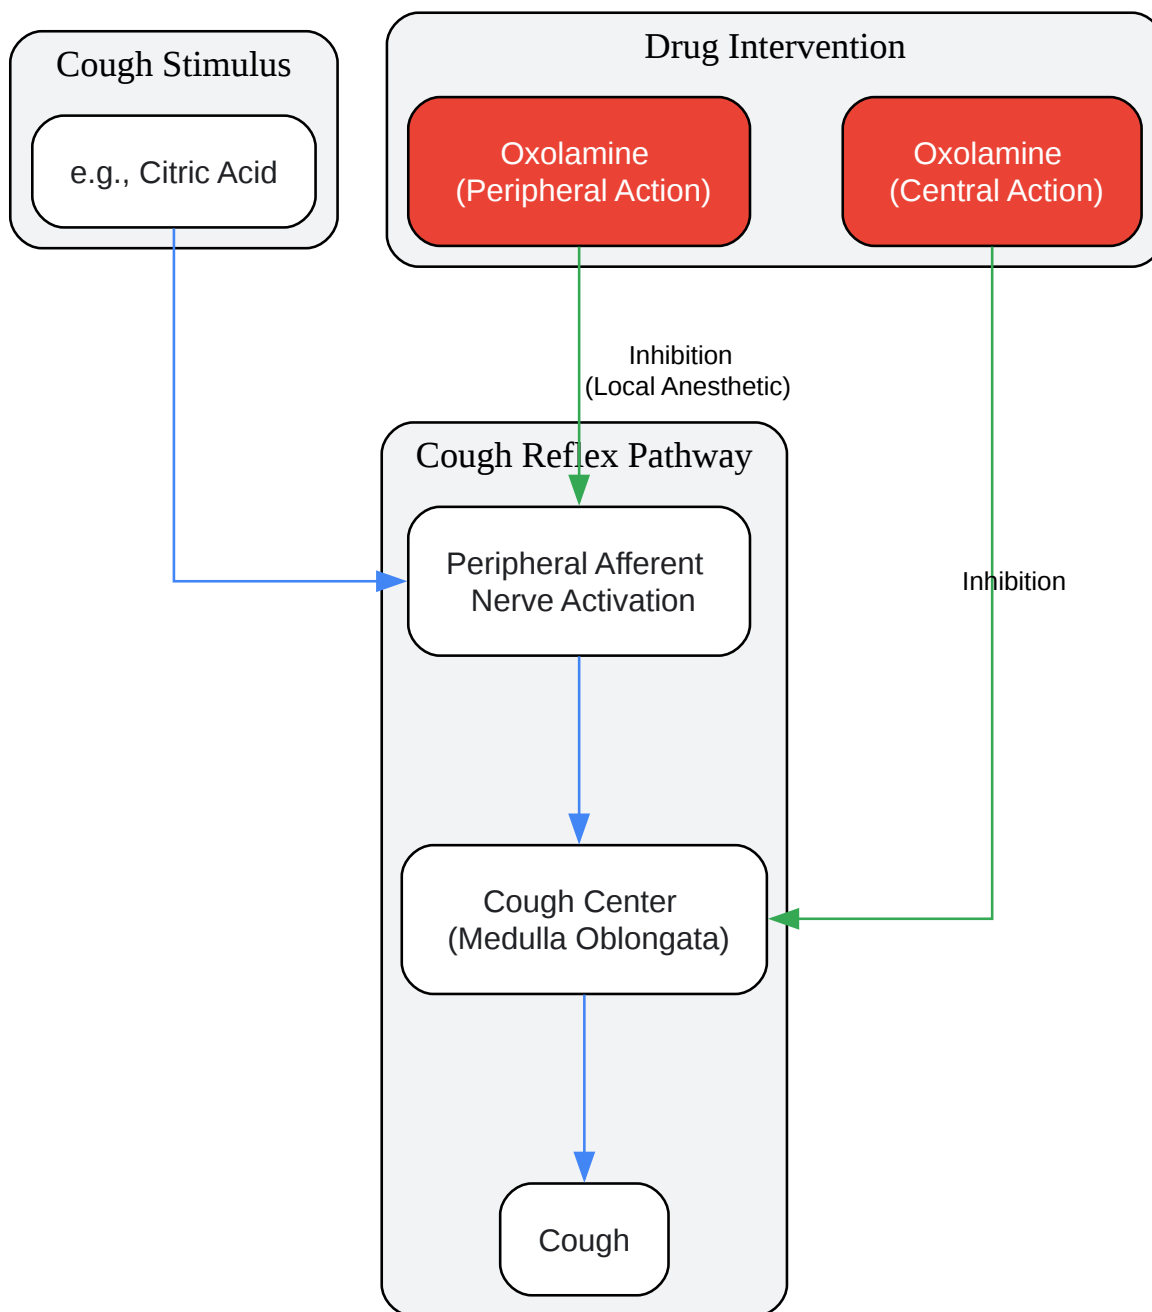 Cough Stimulus
e.g., Citric Acid
Drug Intervention
Oxolamine
(Peripheral Action)
Oxolamine
(Central Action)
Inhibition
(Local Anesthetic)
Cough Reflex Pathway
Peripheral Afferent
Nerve Activation
Inhibition
Cough Center
(Medulla Oblongata)
Cough